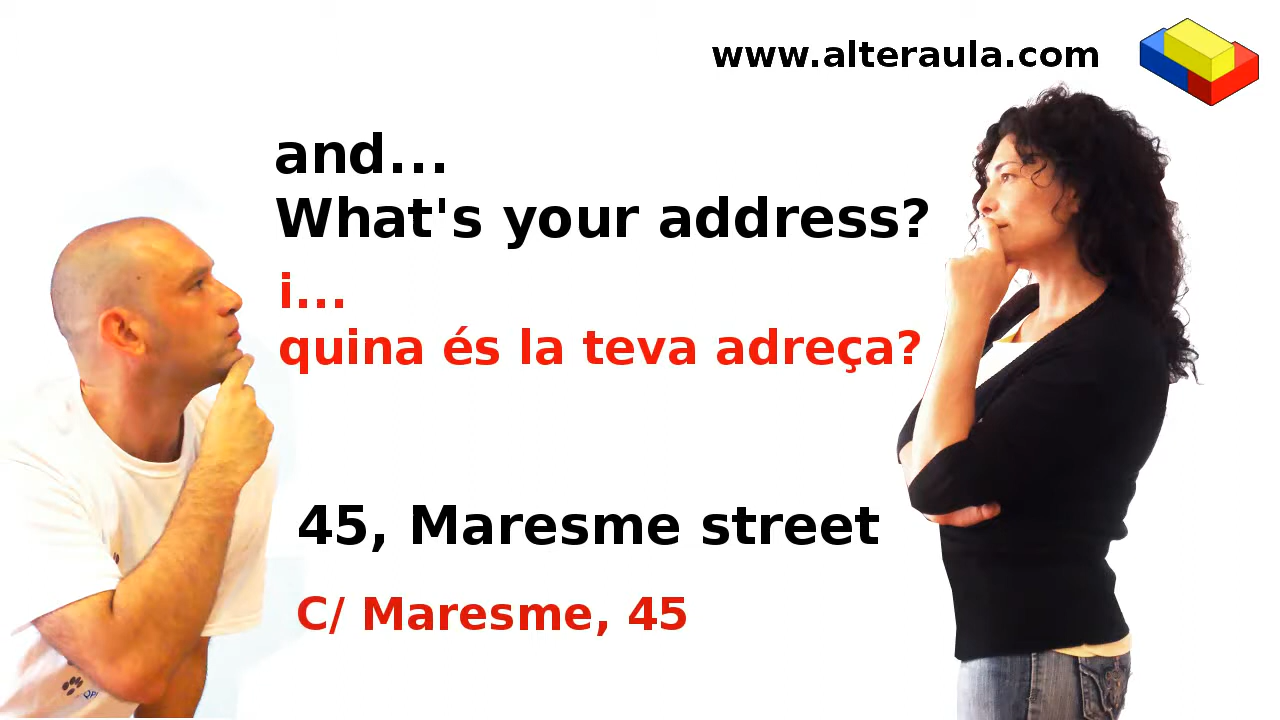 www.alteraula.com
and...
What's your address?
i...
quina és la teva adreça?
45, Maresme street
C/ Maresme, 45